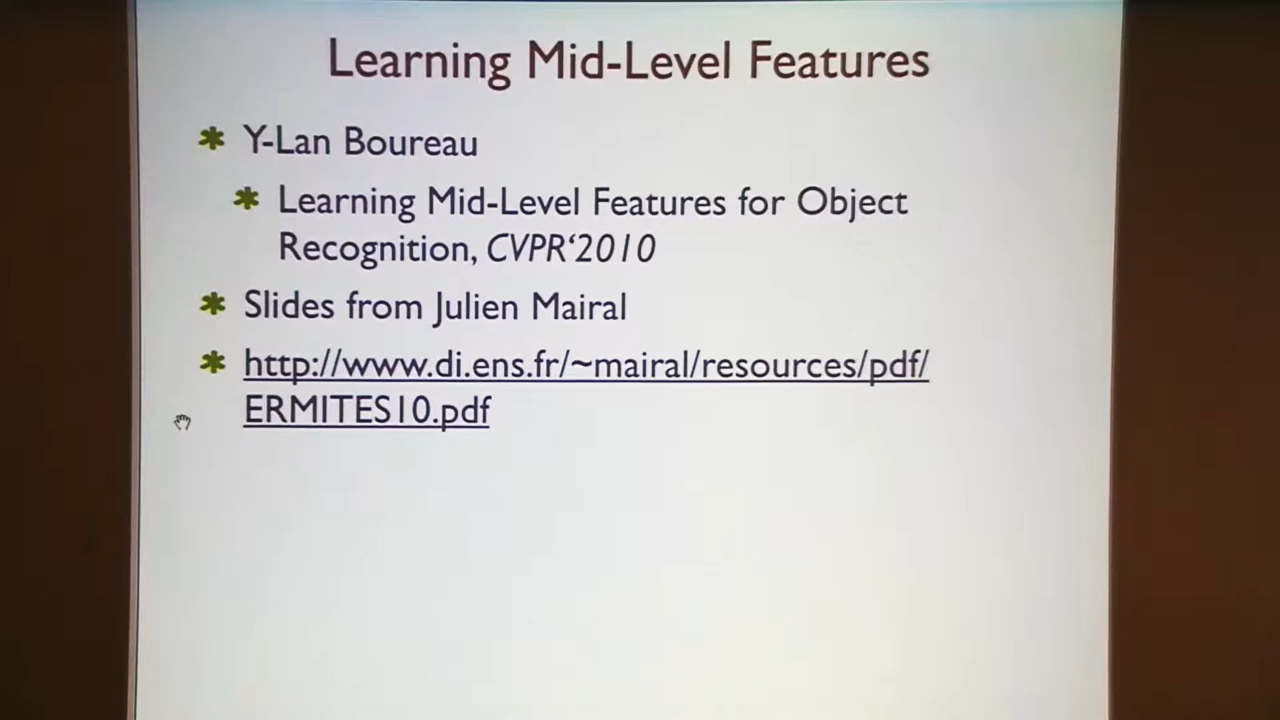 Learning Mid-Level Features
Y-Lan Boureau
Learning Mid-Level Features for Object
Recognition, CVPR‘2010
Slides from Julien Mairal
http://www.di.ens.fr/~mairal/resources/pdf/
ERMITES10.pdf